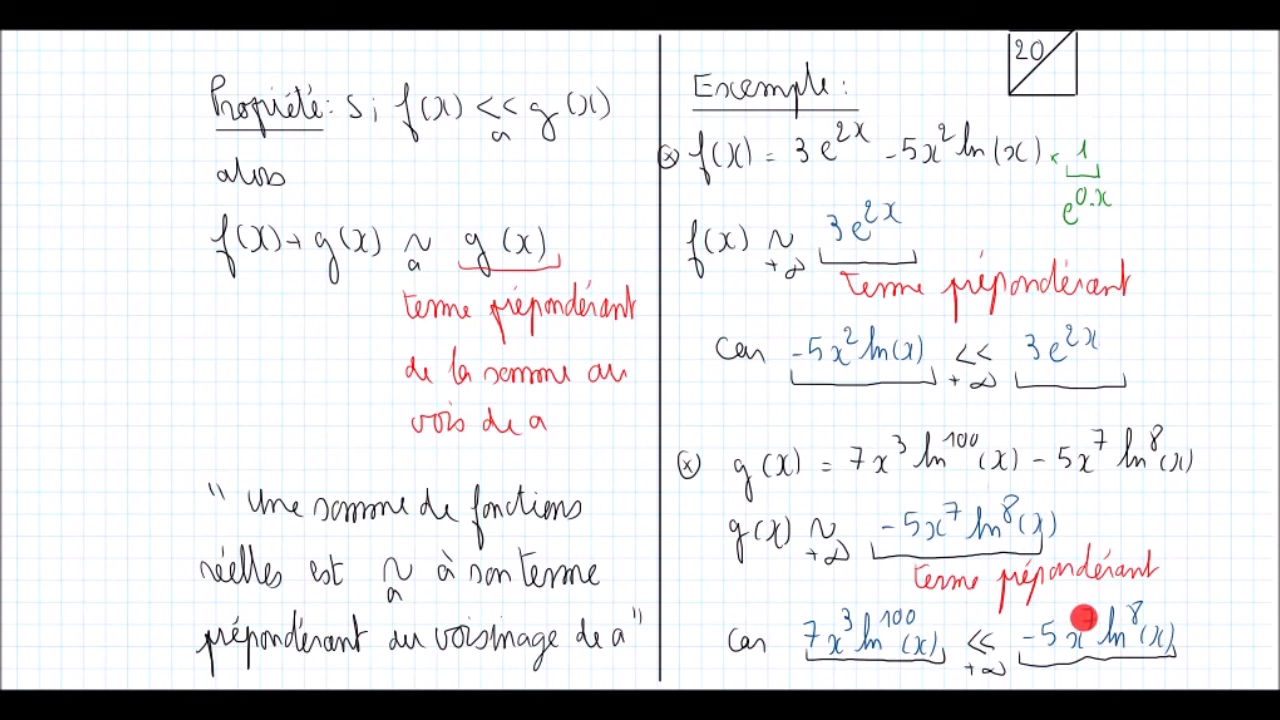 Propriété : Si f(x) <<ₐ g(x)
alors
f(x) + g(x) ~ₐ g(x)
terme prépondérant
de la somme au
vois de a
" Une somme de fonctions
réelles est ~ₐ à son terme
prépondérant au voisinage de a "
20
Exemple :
⊗ f(x) = 3e^{2x} - 5x² ln(x) × 1
e^{0.x}
f(x) ~_{+∞} 3e^{2x}
terme prépondérant
Car -5x² ln(x) <<_{+∞} 3e^{2x}
⊗ g(x) = 7x³ ln^{100}(x) - 5x⁷ ln⁸(x)
g(x) ~_{+∞} -5x⁷ ln⁸(x)
terme prépondérant
Car 7x³ ln^{100}(x) <<_{+∞} -5x⁷ ln⁸(x)